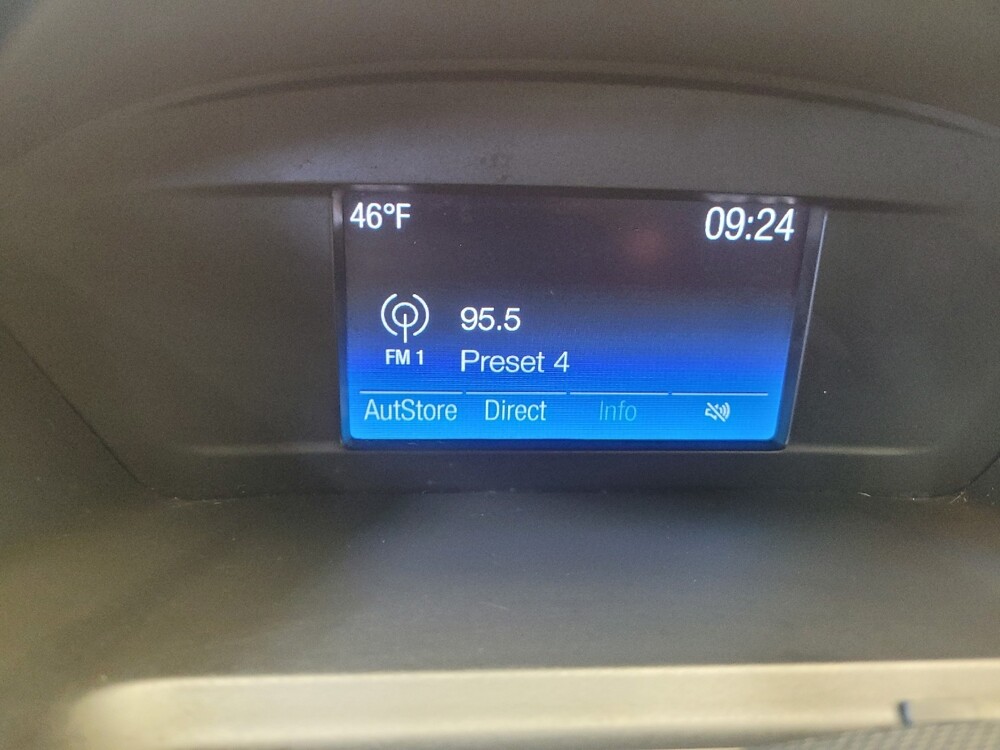 46°F 09:24
95.5
FM 1 Preset 4
AutStore Direct Info